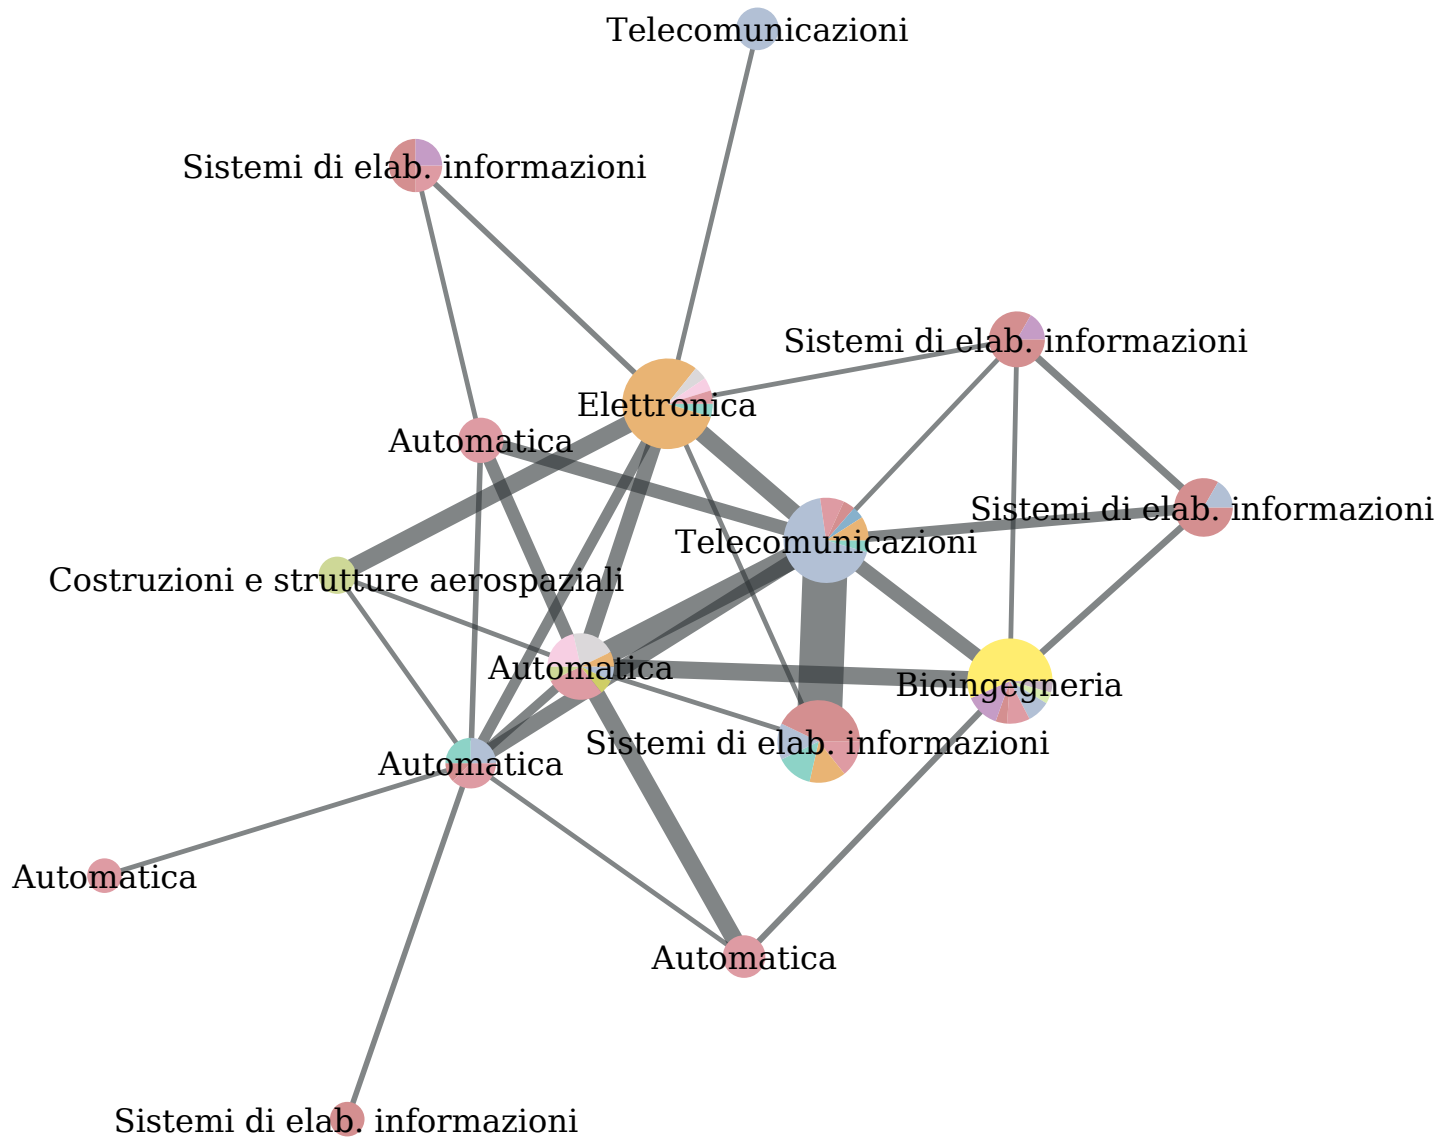 Telecomunicazioni
Sistemi di elab. informazioni
Sistemi di elab. informazioni
Elettronica
Automatica
Sistemi di elab. informazioni
Telecomunicazioni
Costruzioni e strutture aerospaziali
Automatica
Bioingegneria
Sistemi di elab. informazioni
Automatica
Automatica
Automatica
Sistemi di elab. informazioni